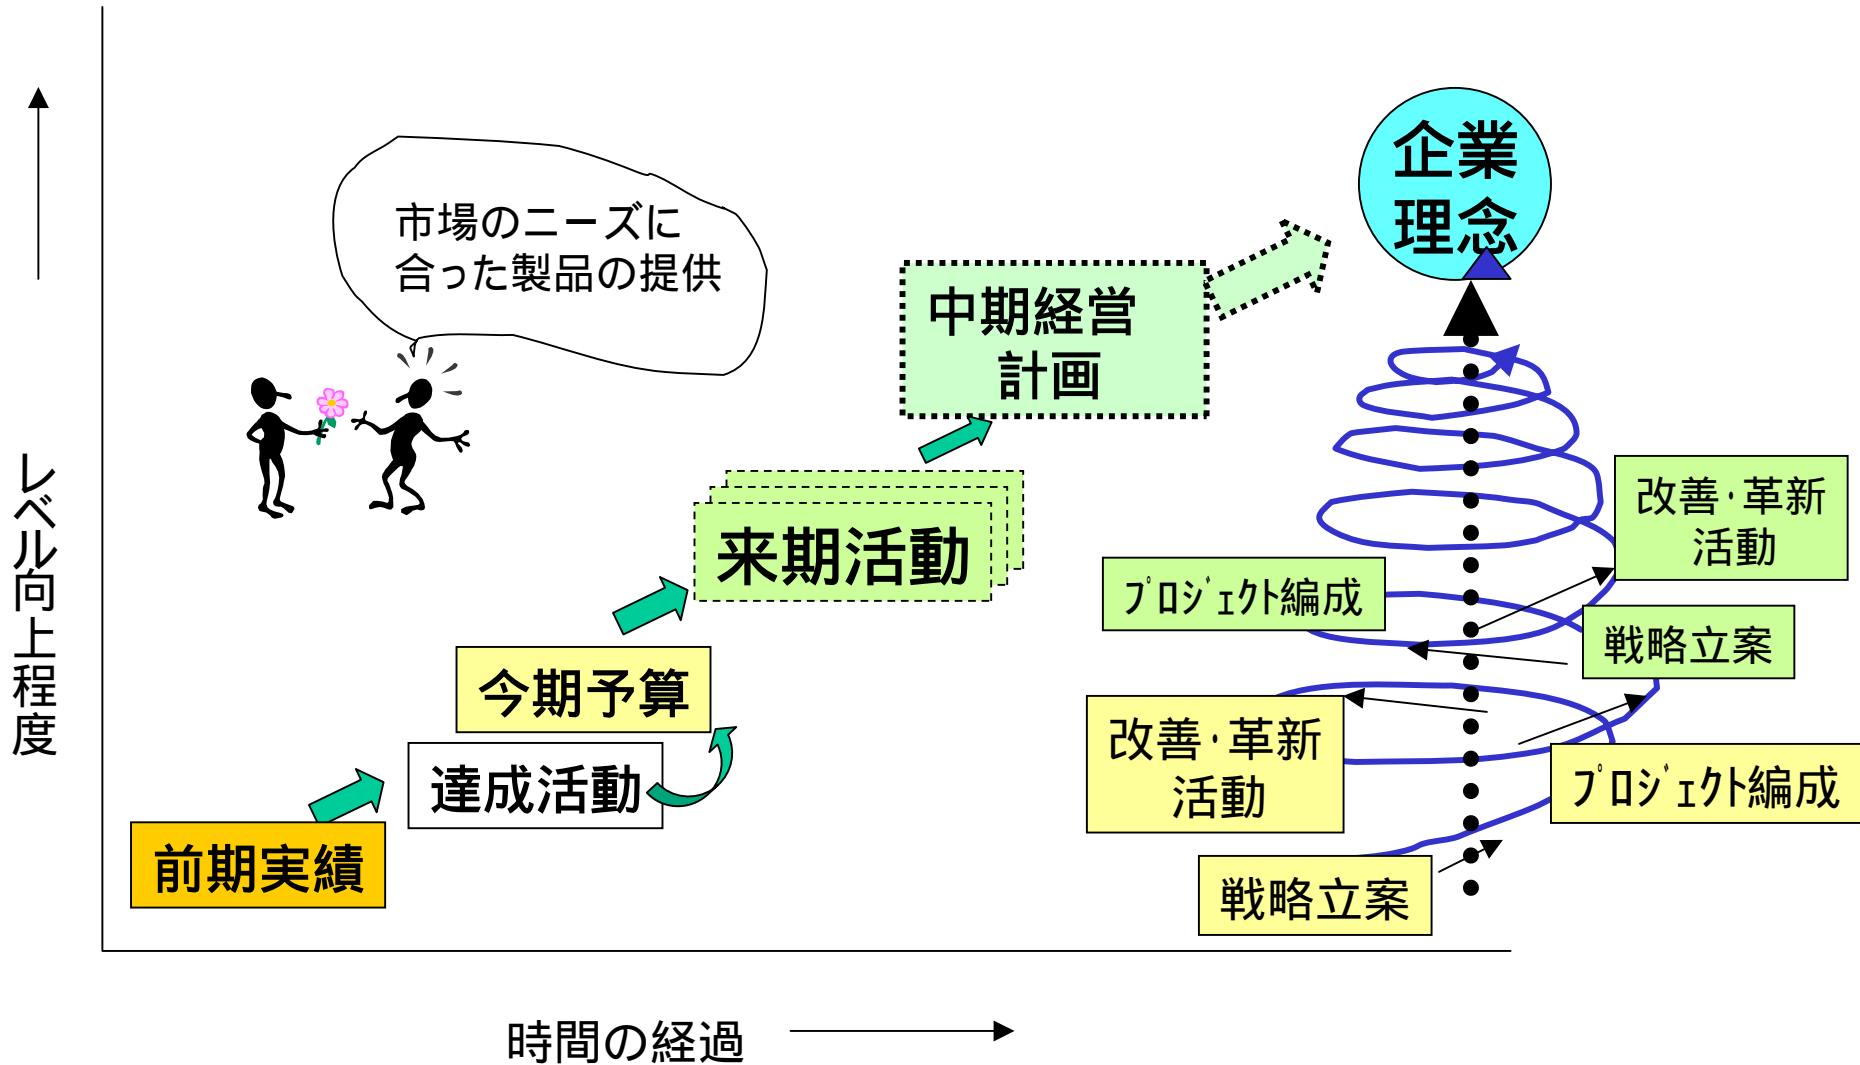 企業
理念
市場のニーズに
合った製品の提供
中期経営
計画
レベル向上程度
改善・革新
活動
来期活動
プロジェクト編成
戦略立案
今期予算
改善・革新
活動
達成活動
プロジェクト編成
前期実績
戦略立案
時間の経過